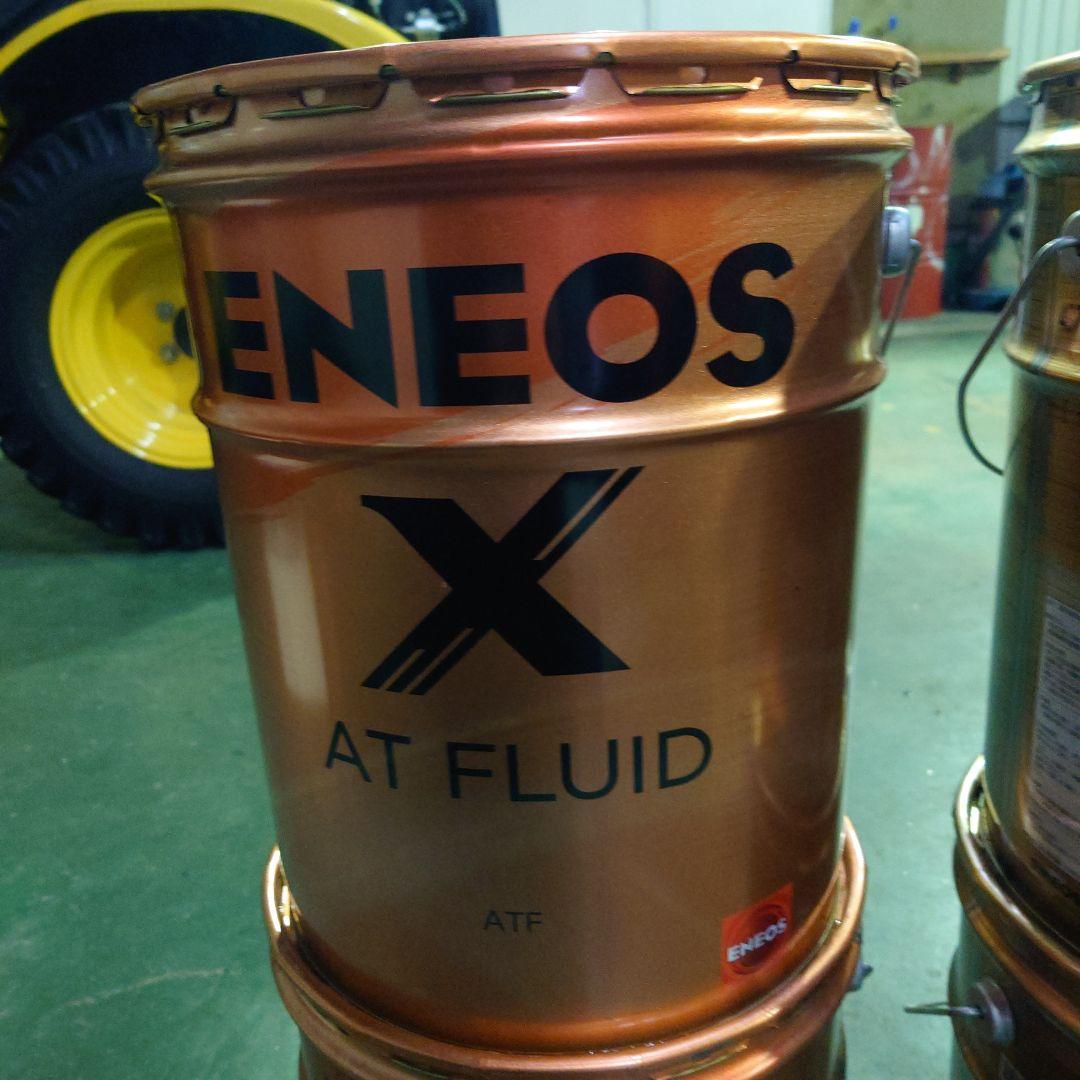 ENEOS
X
AT FLUID
ATF
ENEOS